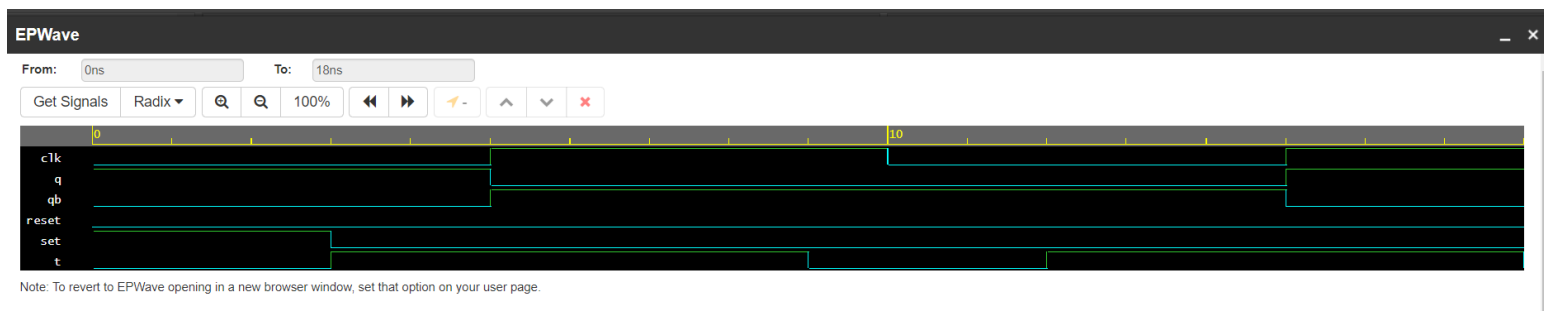 EPWave
From: 0ns To: 18ns
Get Signals Radix 100% -
0 10
clk
q
qb
reset
set
t
Note: To revert to EPWave opening in a new browser window, set that option on your user page.